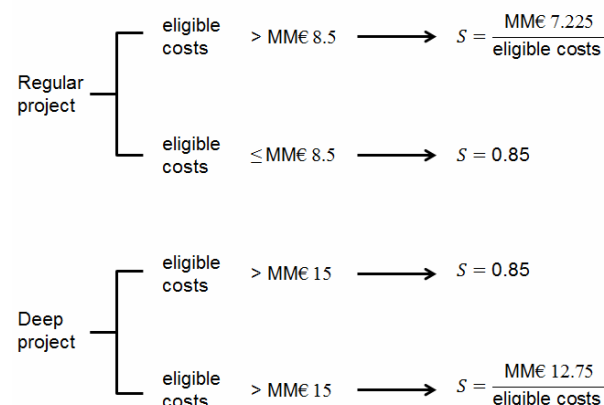 eligible costs > MM€ 8.5 S = MM€ 7.225 / eligible costs
Regular project
eligible costs ≤ MM€ 8.5 S = 0.85
eligible costs > MM€ 15 S = 0.85
Deep project
eligible costs > MM€ 15 S = MM€ 12.75 / eligible costs